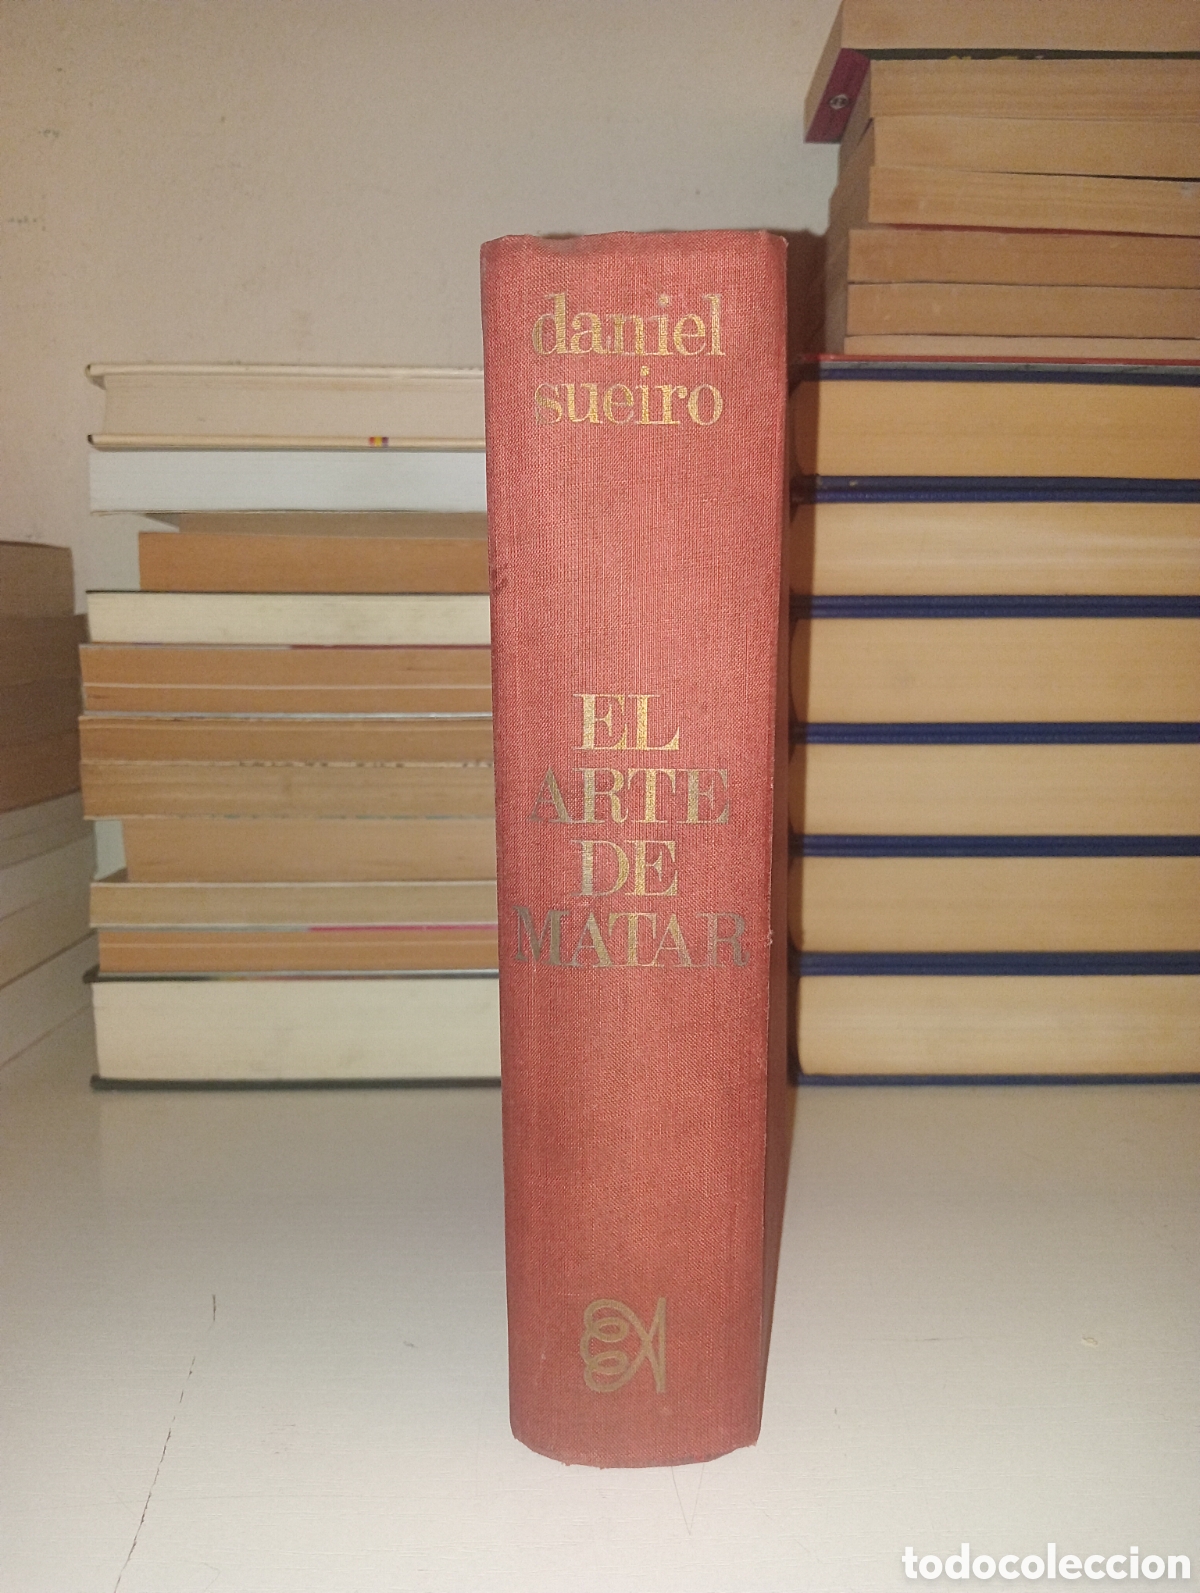 daniel
sueiro
EL
ARTE
DE
MATAR
todocoleccion